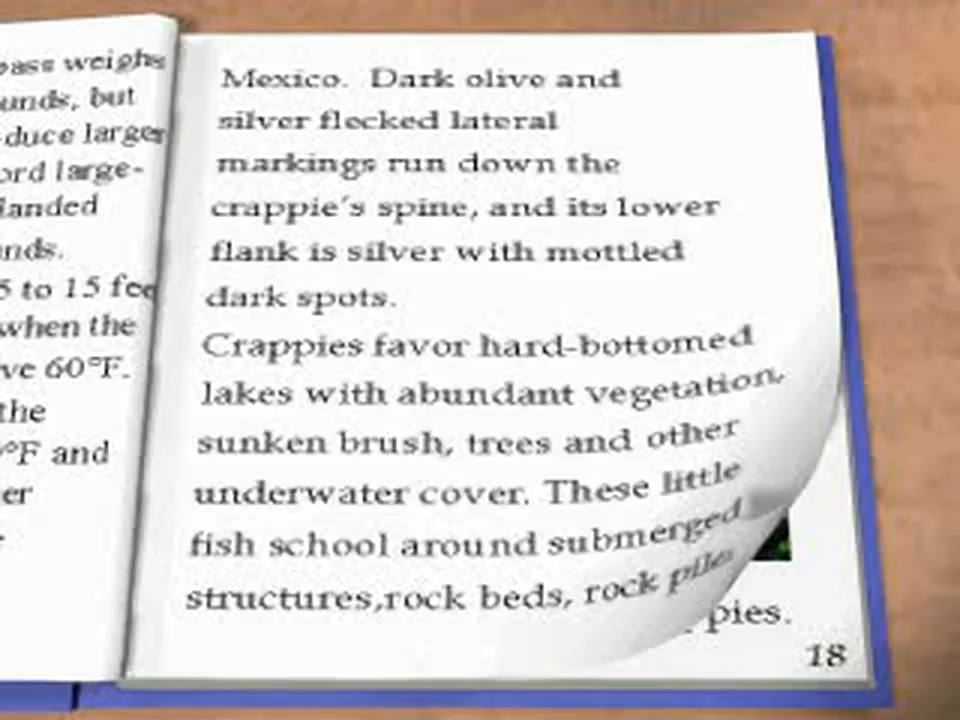 bass weighs
unds, but
duce larger
ord large-
landed
nds.
5 to 15 fee
when the
ve 60°F.
the
°F and
er
Mexico. Dark olive and
silver flecked lateral
markings run down the
crappie's spine, and its lower
flank is silver with mottled
dark spots.
Crappies favor hard-bottomed
lakes with abundant vegetation,
sunken brush, trees and other
underwater cover. These little
fish school around submerged
structures,rock beds, rock piles
pies.
18